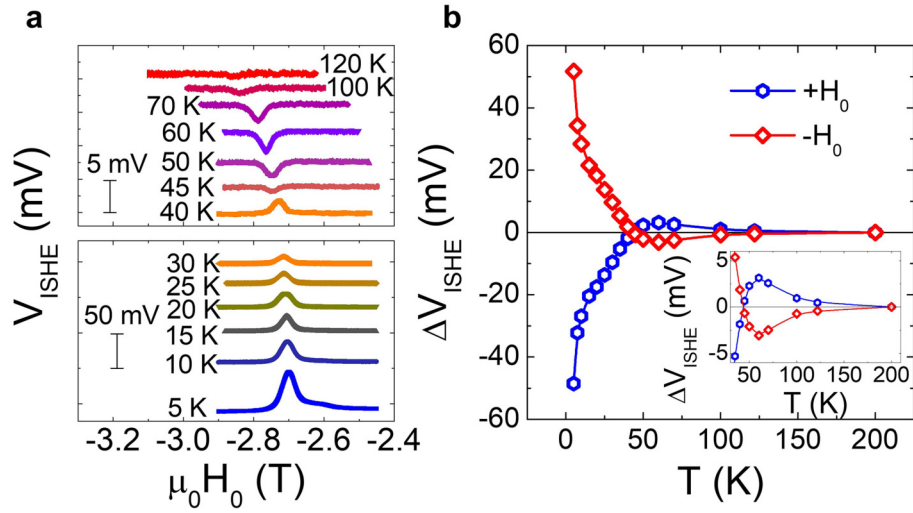 a
V_ISHE (mV)
120 K
100 K
70 K
60 K
50 K
45 K
40 K
5 mV
30 K
25 K
20 K
15 K
10 K
5 K
50 mV
-3.2 -3.0 -2.8 -2.6 -2.4
μ₀H₀ (T)
b
ΔV_ISHE (mV)
60
40
20
0
-20
-40
-60
+H₀
-H₀
0 50 100 150 200
T (K)
ΔV_ISHE (mV)
5
0
-5
50 100 150 200
T (K)